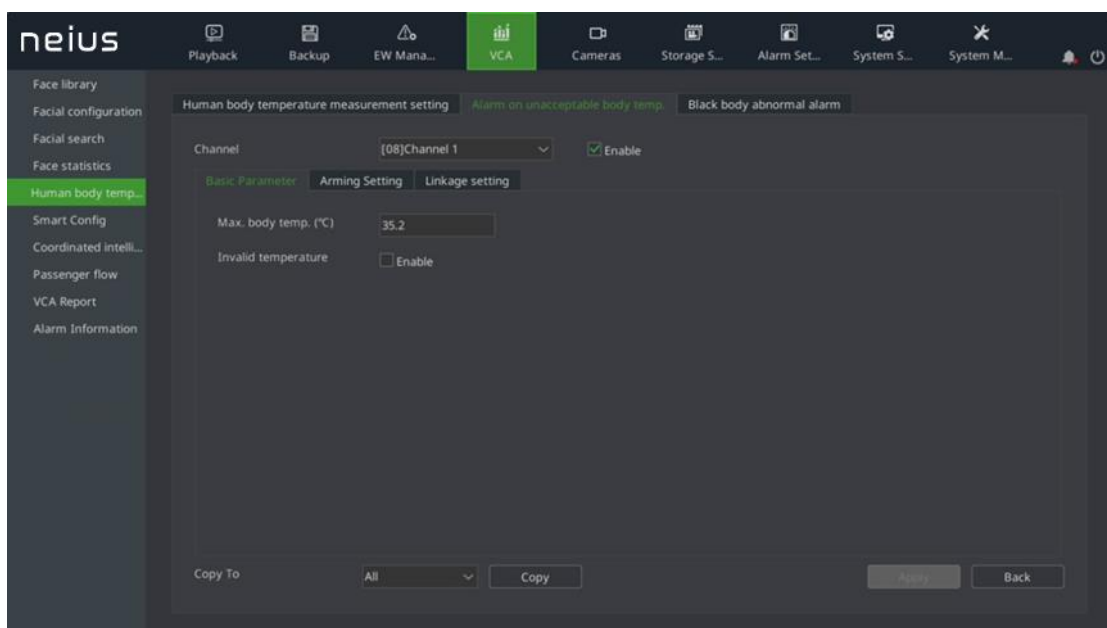 neius
Playback Backup EW Mana... VCA Cameras Storage S... Alarm Set... System S... System M...
Face library
Facial configuration
Facial search
Face statistics
Human body temp...
Smart Config
Coordinated intelli...
Passenger flow
VCA Report
Alarm Information
Human body temperature measurement setting Alarm on unacceptable body temp. Black body abnormal alarm
Channel [08]Channel 1 Enable
Basic Parameter Arming Setting Linkage setting
Max. body temp. (℃) 35.2
Invalid temperature Enable
Copy To All Copy Apply Back